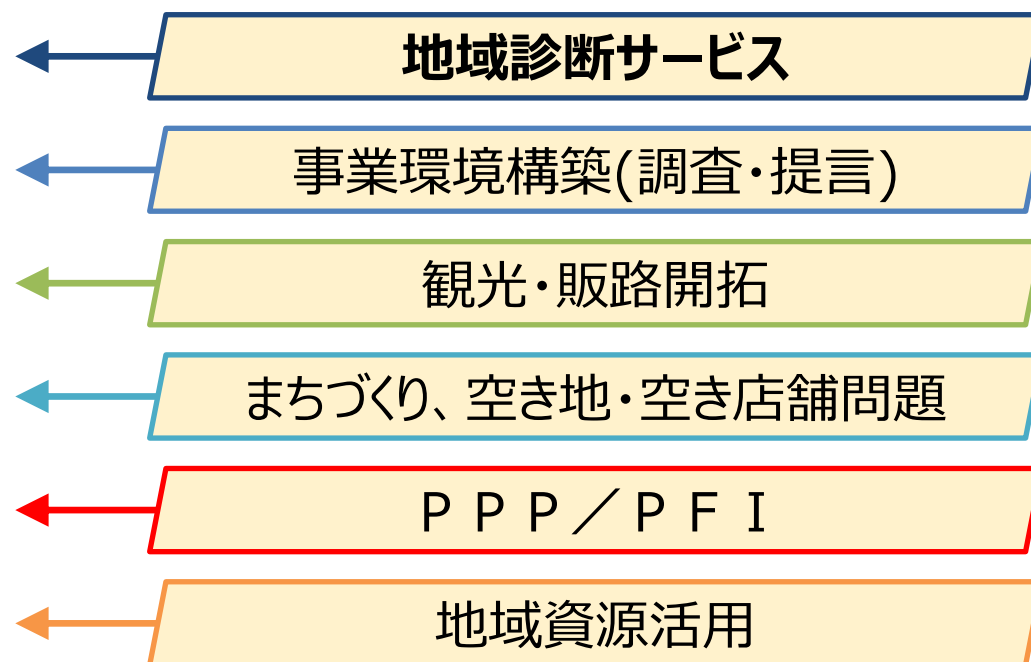 地域診断サービス
事業環境構築(調査・提言)
観光・販路開拓
まちづくり、空き地・空き店舗問題
ＰＰＰ／ＰＦＩ
地域資源活用